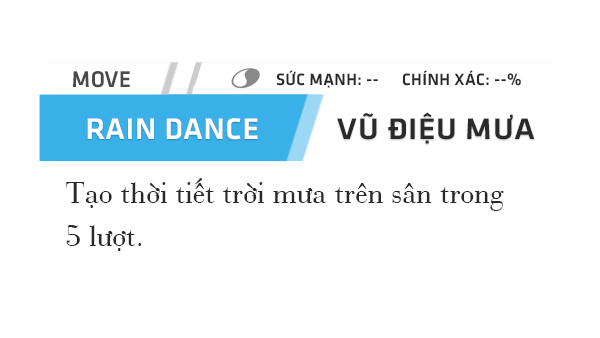 MOVE SỨC MẠNH: -- CHÍNH XÁC: --%
RAIN DANCE VŨ ĐIỆU MƯA
Tạo thời tiết trời mưa trên sân trong
5 lượt.